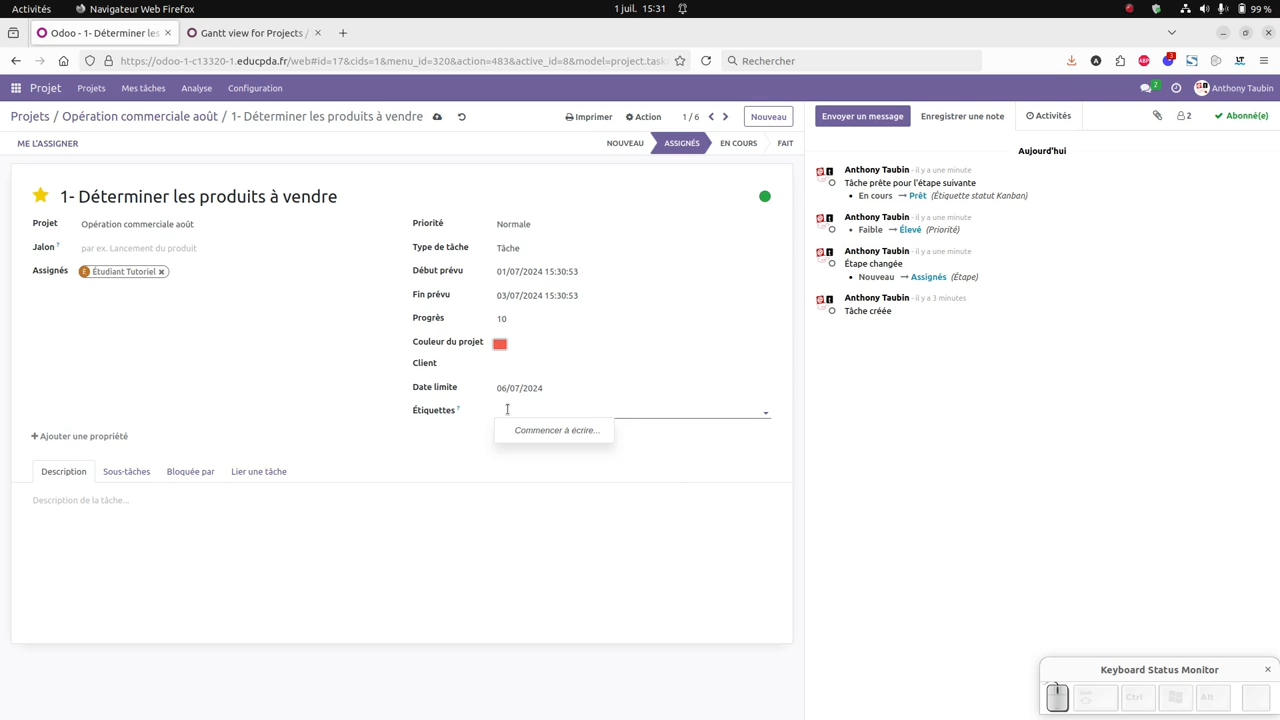 Activités
Navigateur Web Firefox
1 juil. 15:31
99 %
Odoo - 1- Déterminer les
Gantt view for Projects /
https://odoo-1-c13320-1.educpda.fr/web#id=17&cids=1&menu_id=320&action=483&active_id=8&model=project.task
Rechercher
Projet
Projets
Mes tâches
Analyse
Configuration
2
Anthony Taubin
Projets / Opération commerciale août / 1- Déterminer les produits à vendre
Imprimer
Action
1 / 6
Nouveau
Envoyer un message
Enregistrer une note
Activités
2
Abonné(e)
ME L'ASSIGNER
NOUVEAU
ASSIGNÉS
EN COURS
FAIT
1- Déterminer les produits à vendre
Projet
Opération commerciale août
Jalon ?
par ex. Lancement du produit
Assignés
É Étudiant Tutoriel
Priorité
Normale
Type de tâche
Tâche
Début prévu
01/07/2024 15:30:53
Fin prévu
03/07/2024 15:30:53
Progrès
10
Couleur du projet
Client
Date limite
06/07/2024
Étiquettes ?
Commencer à écrire...
Ajouter une propriété
Description
Sous-tâches
Bloquée par
Lier une tâche
Description de la tâche...
Aujourd'hui
Anthony Taubin - il y a une minute
Tâche prête pour l'étape suivante
En cours → Prêt (Étiquette statut Kanban)
Anthony Taubin - il y a une minute
Faible → Élevé (Priorité)
Anthony Taubin - il y a une minute
Étape changée
Nouveau → Assignés (Étape)
Anthony Taubin - il y a 3 minutes
Tâche créée
Keyboard Status Monitor
Ctrl
Alt